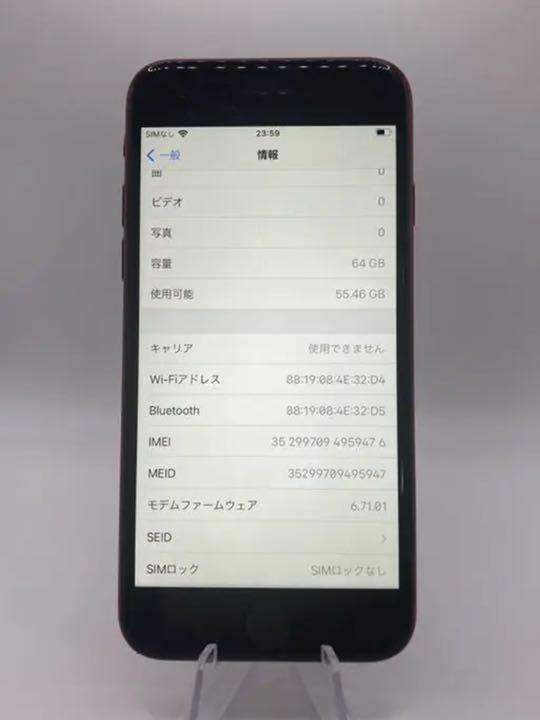 SIMなし 23:59
一般 情報
0
ビデオ 0
写真 0
容量 64 GB
使用可能 55.46 GB
キャリア 使用できません
Wi-Fiアドレス 88:19:08:4E:32:D4
Bluetooth 88:19:08:4E:32:D5
IMEI 35 299709 495947 6
MEID 35299709495947
モデムファームウェア 6.71.01
SEID
SIMロック SIMロックなし